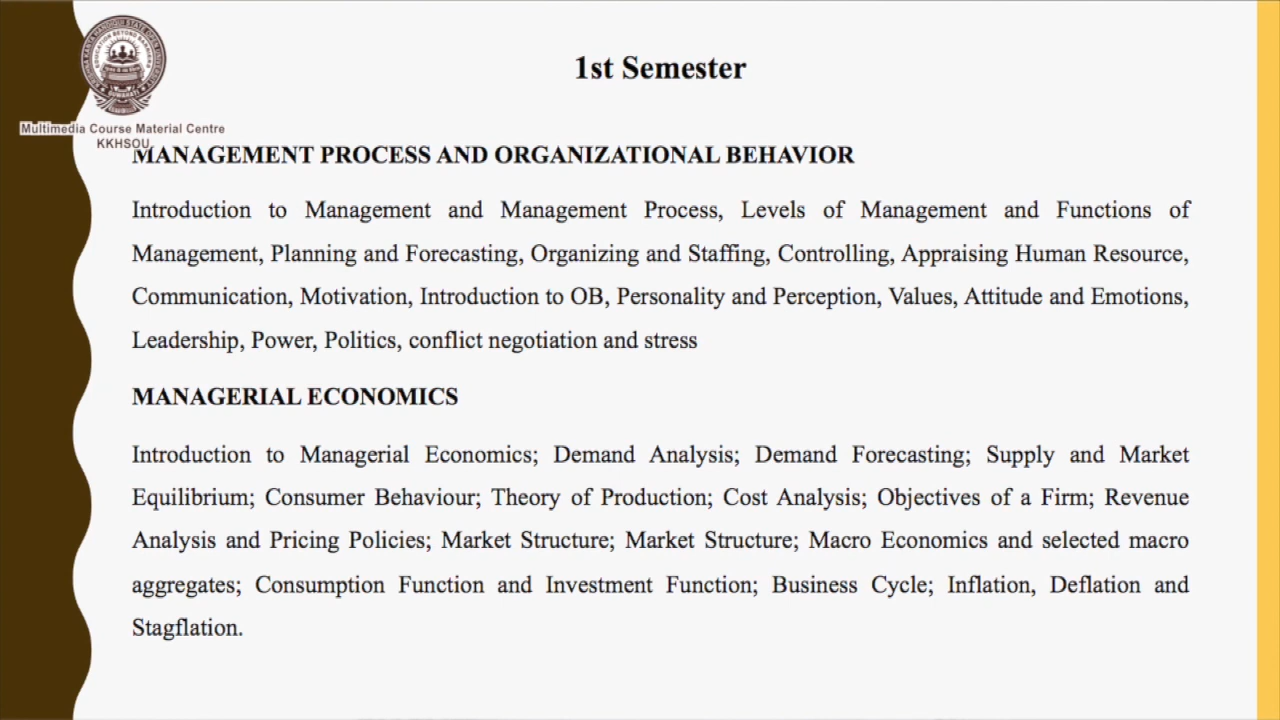 1st Semester
Multimedia Course Material Centre
KKHSOU
MANAGEMENT PROCESS AND ORGANIZATIONAL BEHAVIOR
Introduction to Management and Management Process, Levels of Management and Functions of
Management, Planning and Forecasting, Organizing and Staffing, Controlling, Appraising Human Resource,
Communication, Motivation, Introduction to OB, Personality and Perception, Values, Attitude and Emotions,
Leadership, Power, Politics, conflict negotiation and stress
MANAGERIAL ECONOMICS
Introduction to Managerial Economics; Demand Analysis; Demand Forecasting; Supply and Market
Equilibrium; Consumer Behaviour; Theory of Production; Cost Analysis; Objectives of a Firm; Revenue
Analysis and Pricing Policies; Market Structure; Market Structure; Macro Economics and selected macro
aggregates; Consumption Function and Investment Function; Business Cycle; Inflation, Deflation and
Stagflation.